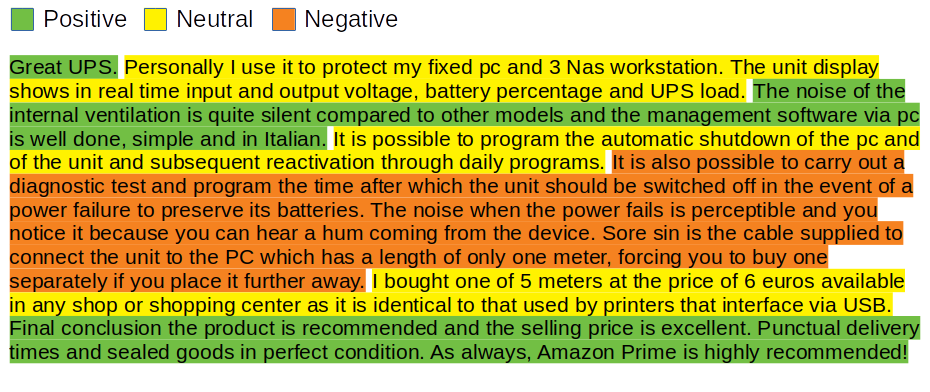 Positive Neutral Negative
Great UPS. Personally I use it to protect my fixed pc and 3 Nas workstation. The unit display
shows in real time input and output voltage, battery percentage and UPS load. The noise of the
internal ventilation is quite silent compared to other models and the management software via pc
is well done, simple and in Italian. It is possible to program the automatic shutdown of the pc and
of the unit and subsequent reactivation through daily programs. It is also possible to carry out a
diagnostic test and program the time after which the unit should be switched off in the event of a
power failure to preserve its batteries. The noise when the power fails is perceptible and you
notice it because you can hear a hum coming from the device. Sore sin is the cable supplied to
connect the unit to the PC which has a length of only one meter, forcing you to buy one
separately if you place it further away. I bought one of 5 meters at the price of 6 euros available
in any shop or shopping center as it is identical to that used by printers that interface via USB.
Final conclusion the product is recommended and the selling price is excellent. Punctual delivery
times and sealed goods in perfect condition. As always, Amazon Prime is highly recommended!